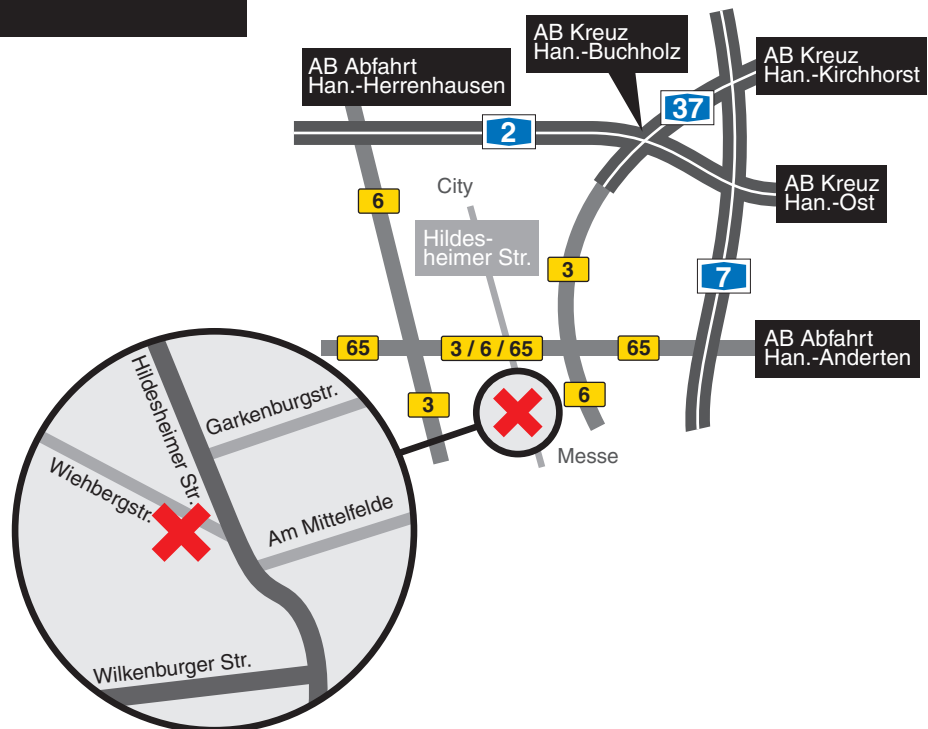 AB Kreuz
Han.-Buchholz
AB Abfahrt
Han.-Herrenhausen
AB Kreuz
Han.-Kirchhorst
37
2
AB Kreuz
Han.-Ost
City
6
Hildes-
heimer Str.
3
7
65
3 / 6 / 65
65
AB Abfahrt
Han.-Anderten
3
6
Messe
Hildesheimer Str.
Garkenburgstr.
Wiehbergstr.
Am Mittelfelde
Wilkenburger Str.